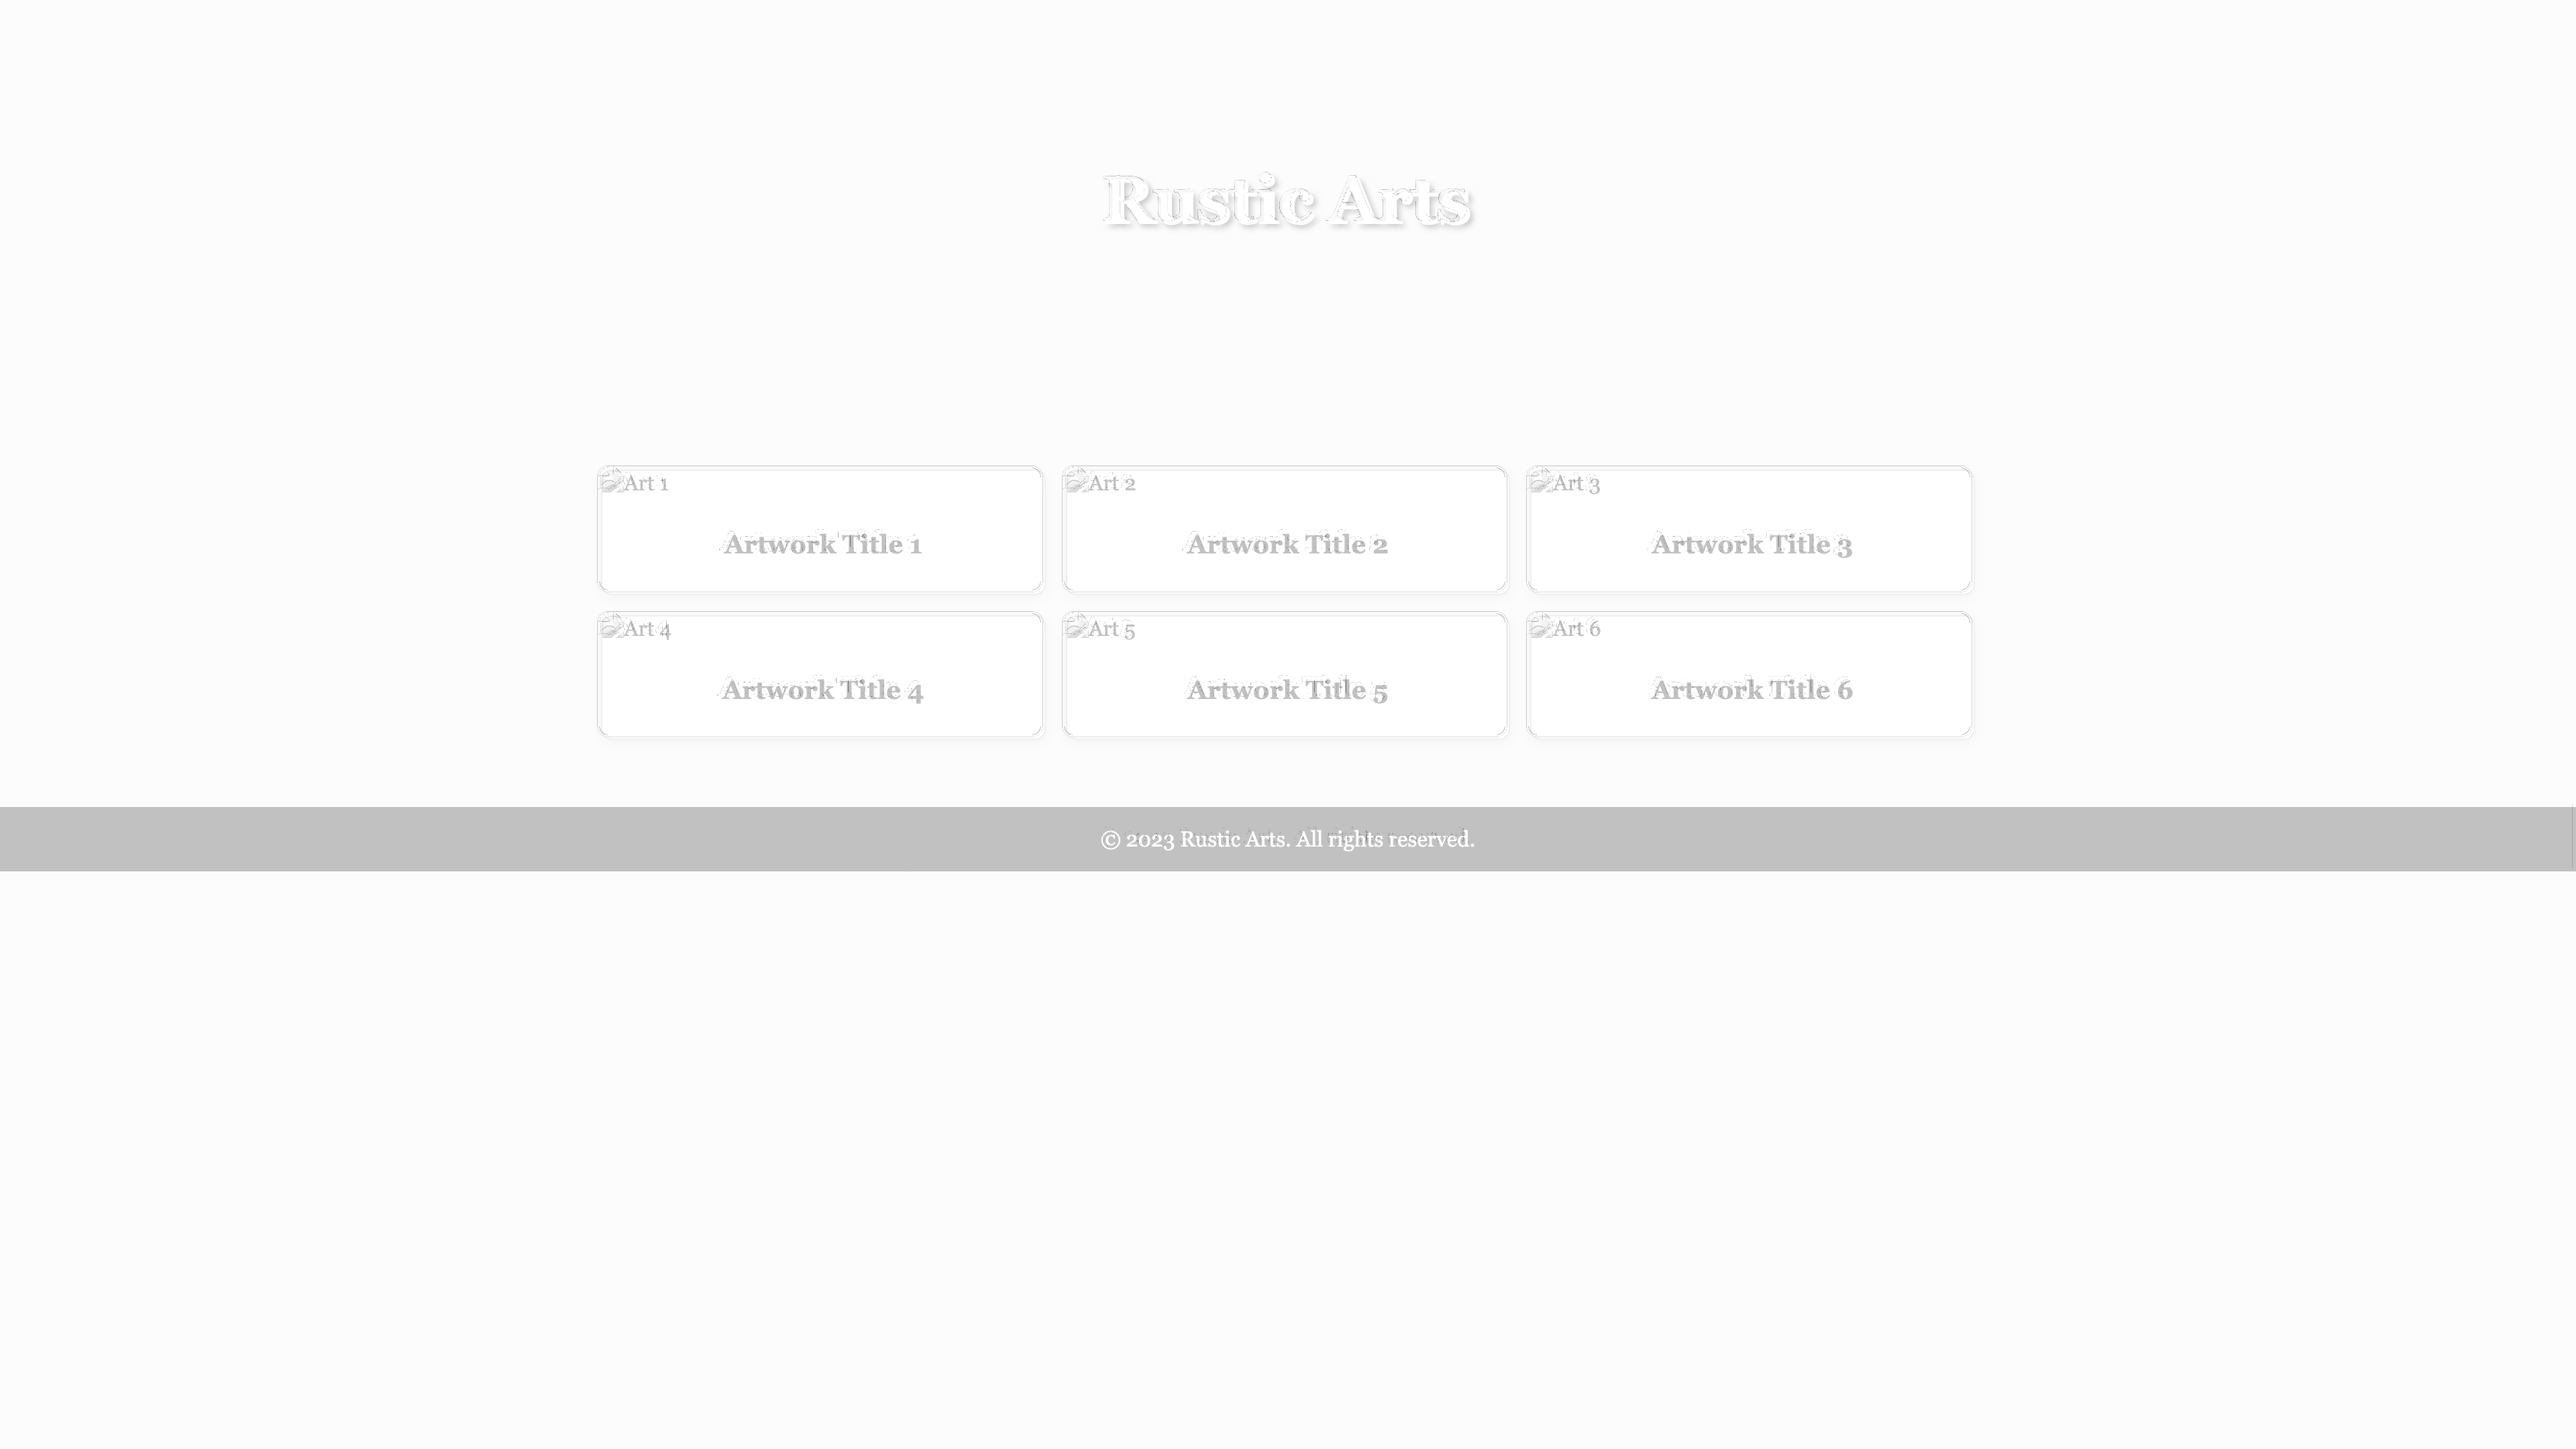 Rustic Arts
Art 1
Artwork Title 1
Art 2
Artwork Title 2
Art 3
Artwork Title 3
Art 4
Artwork Title 4
Art 5
Artwork Title 5
Art 6
Artwork Title 6
© 2023 Rustic Arts. All rights reserved.